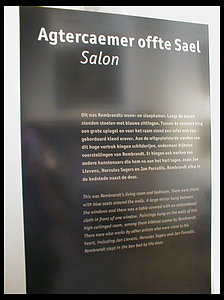 Agtercaemer offte Sael
Salon
Dit was Rembrandts woon- en slaapkamer. Langs de muren
stonden stoelen met blauwe zittingen. Tussen de vensters hing
een grote spiegel en voor het raam stond een tafel met een
geborduurd kleed erover. Aan de witgepleisterde wanden van
dit hoge vertrek hingen schilderijen, onder meer bijbelse
voorstellingen van Rembrandt. Er hingen ook werken van
andere kunstenaars die hem na aan het hart lagen, zoals Jan
Lievens, Hercules Segers en Jan Porcellis. Rembrandt sliep in
de bedstede naast de deur.
This was Rembrandt's living room and bedroom. There were chairs
with blue seats around the walls. A large mirror hung between
the windows and there was a table covered with an embroidered
cloth in front of one window. Paintings hung on the walls of this
high-ceilinged room, among them biblical scenes by Rembrandt.
There were also works by other artists who were close to his
heart, including Jan Lievens, Hercules Segers and Jan Porcellis.
Rembrandt slept in the box bed by the door.